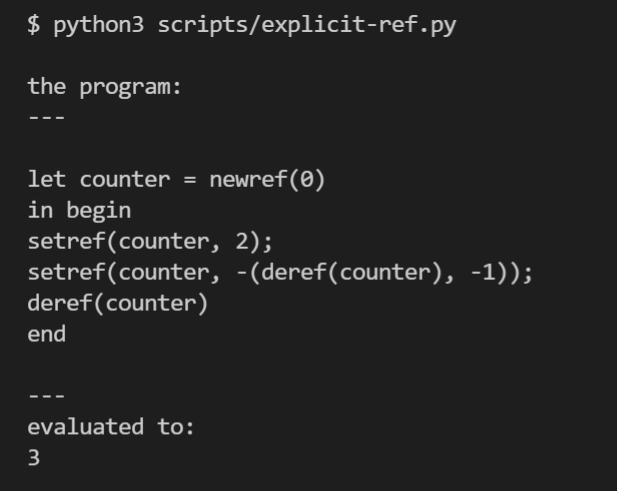 $ python3 scripts/explicit-ref.py
the program:
---
let counter = newref(0)
in begin
setref(counter, 2);
setref(counter, -(deref(counter), -1));
deref(counter)
end
---
evaluated to:
3